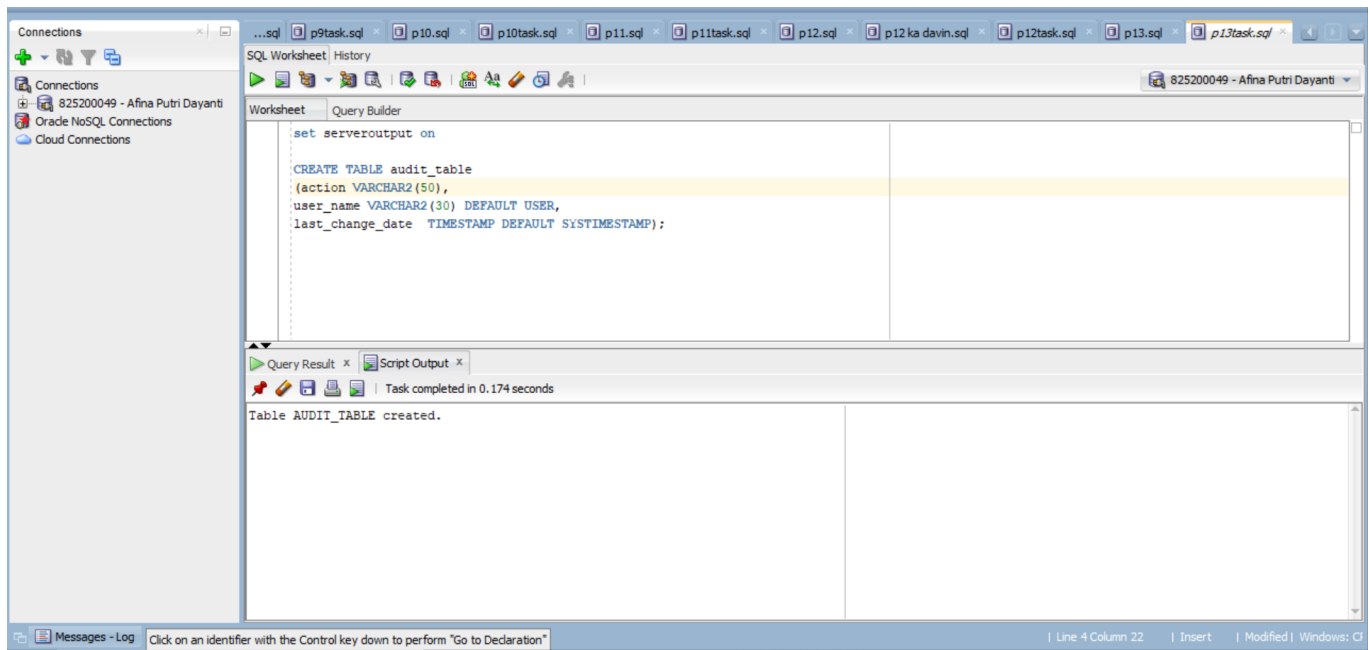 Connections
...sql p9task.sql p10.sql p10task.sql p11.sql p11task.sql p12.sql p12 ka davin.sql p12task.sql p13.sql p13task.sql
SQL Worksheet History
825200049 - Afina Putri Dayanti
Connections
825200049 - Afina Putri Dayanti
Oracle NoSQL Connections
Cloud Connections
Worksheet Query Builder
set serveroutput on
CREATE TABLE audit_table
(action VARCHAR2(50),
user_name VARCHAR2(30) DEFAULT USER,
last_change_date TIMESTAMP DEFAULT SYSTIMESTAMP);
Query Result Script Output
Task completed in 0.174 seconds
Table AUDIT_TABLE created.
Messages - Log Click on an identifier with the Control key down to perform "Go to Declaration" | Line 4 Column 22 | Insert | Modified | Windows: